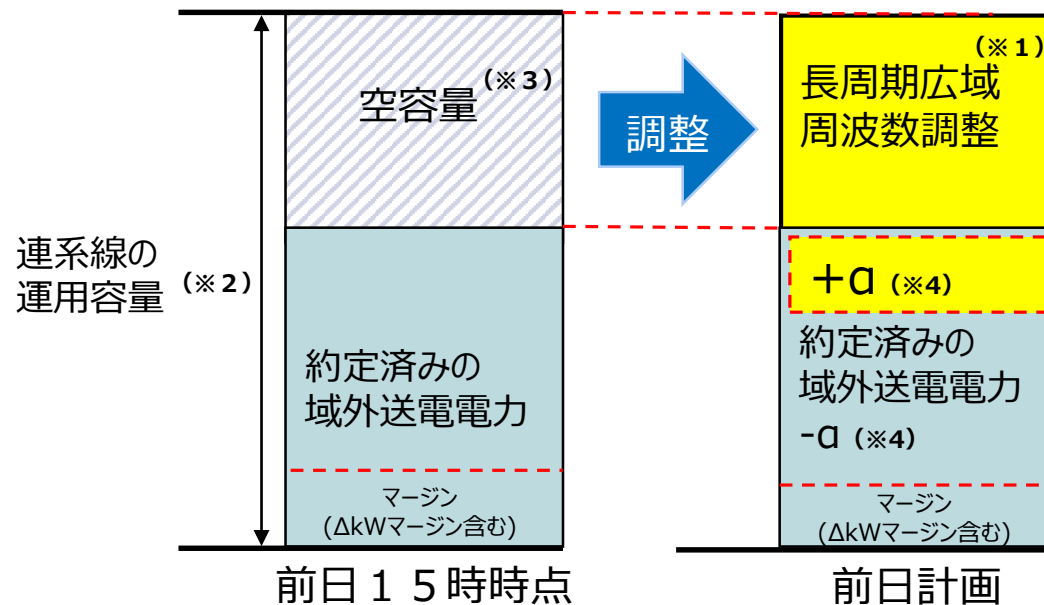 連系線の
運用容量
（※２）
空容量
（※３）
約定済みの
域外送電電力
マージン
(ΔkWマージン含む)
前日１５時時点
調整
（※１）
長周期広域
周波数調整
＋α（※4）
約定済みの
域外送電電力
-α（※4）
マージン
(ΔkWマージン含む)
前日計画